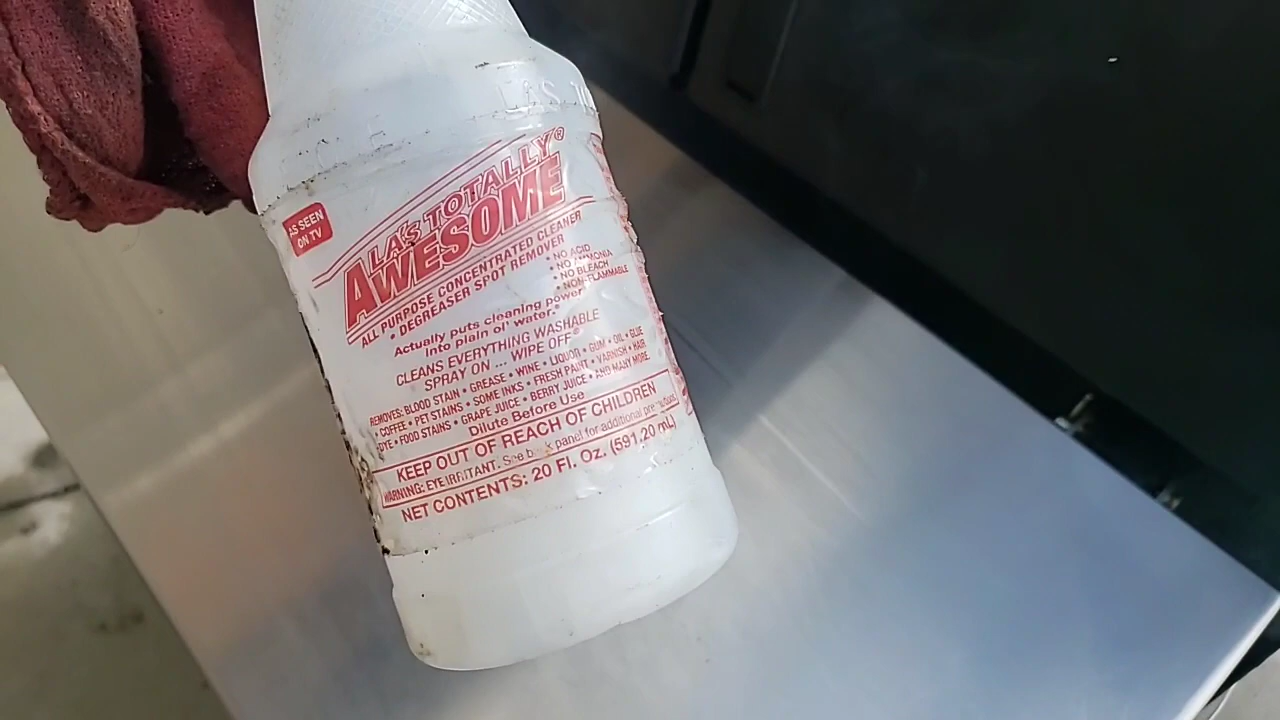 AS SEEN
ON TV
LA's TOTALLY®
AWESOME
ALL PURPOSE CONCENTRATED CLEANER
• DEGREASER SPOT REMOVER
• NO ACID
• NO AMMONIA
• NO BLEACH
• NON-FLAMMABLE
Actually puts cleaning power
into plain ol' water.®
CLEANS EVERYTHING WASHABLE
SPRAY ON ... WIPE OFF®
REMOVES: BLOOD STAIN • GREASE • WINE • LIQUOR • GUM • OIL • GLUE
• COFFEE • PET STAINS • SOME INKS • FRESH PAINT • VARNISH • HAIR
DYE • FOOD STAINS • GRAPE JUICE • BERRY JUICE • AND MANY MORE.
Dilute Before Use
KEEP OUT OF REACH OF CHILDREN
WARNING: EYE IRRITANT. See back panel for additional precautions
NET CONTENTS: 20 Fl. Oz. (591.20 mL)